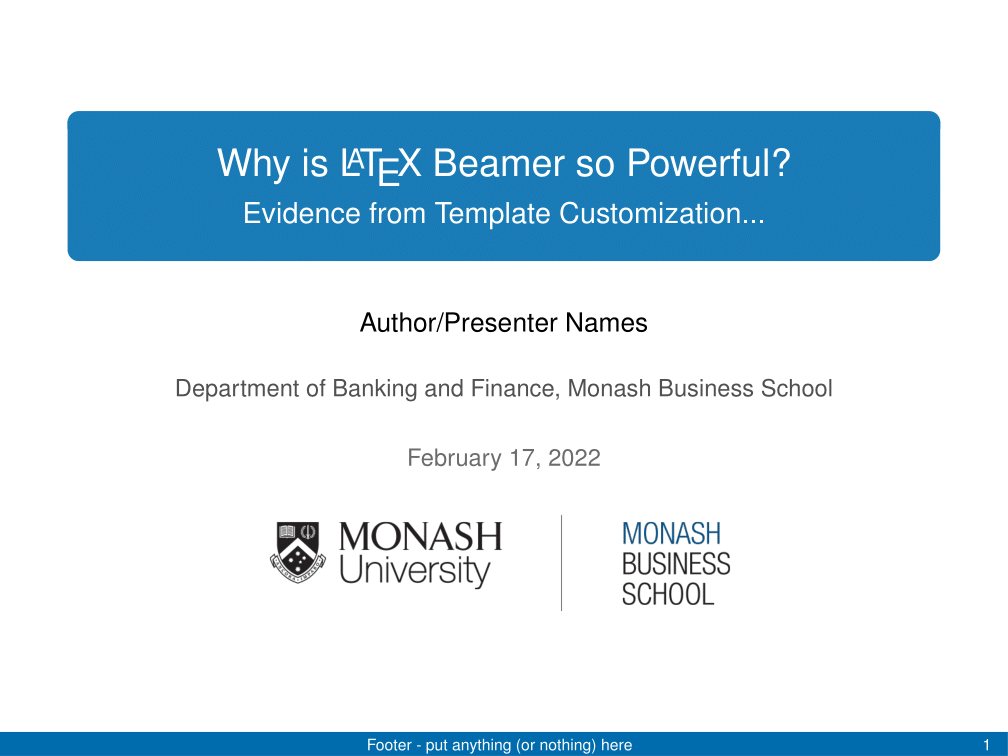 Why is LATEX Beamer so Powerful?
Evidence from Template Customization...
Author/Presenter Names
Department of Banking and Finance, Monash Business School
February 17, 2022
MONASH
University
MONASH
BUSINESS
SCHOOL
Footer - put anything (or nothing) here 1